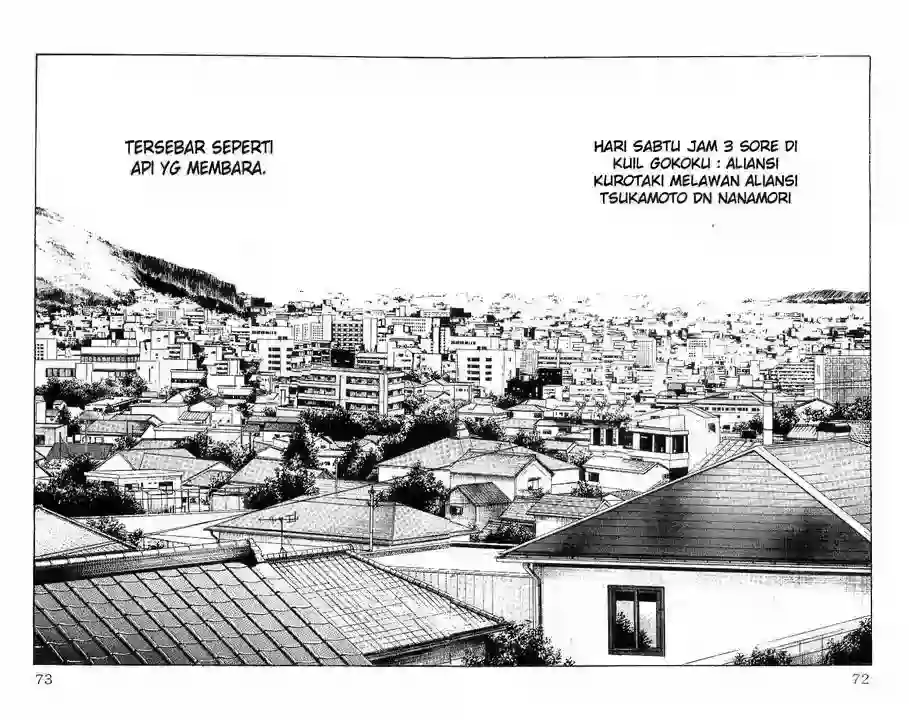 HARI SABTU JAM 3 SORE DI
KUIL GOKOKU : ALIANSI
KUROTAKI MELAWAN ALIANSI
TSUKAMOTO DN NANAMORI
TERSEBAR SEPERTI
API YG MEMBARA.
73
72